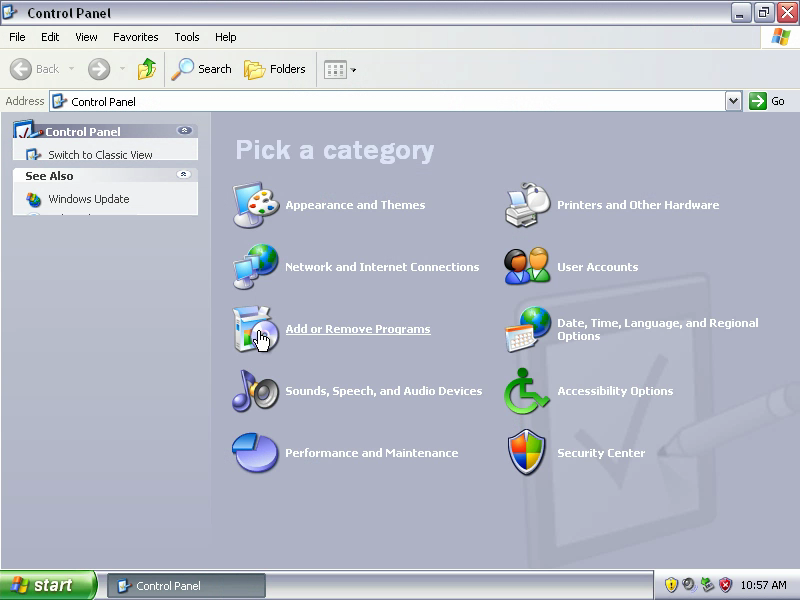 Control Panel
File Edit View Favorites Tools Help
Back Search Folders
Address Control Panel Go
Control Panel
Switch to Classic View
See Also
Windows Update
Pick a category
Appearance and Themes
Printers and Other Hardware
Network and Internet Connections
User Accounts
Add or Remove Programs
Date, Time, Language, and Regional
Options
Sounds, Speech, and Audio Devices
Accessibility Options
Performance and Maintenance
Security Center
start Control Panel 10:57 AM